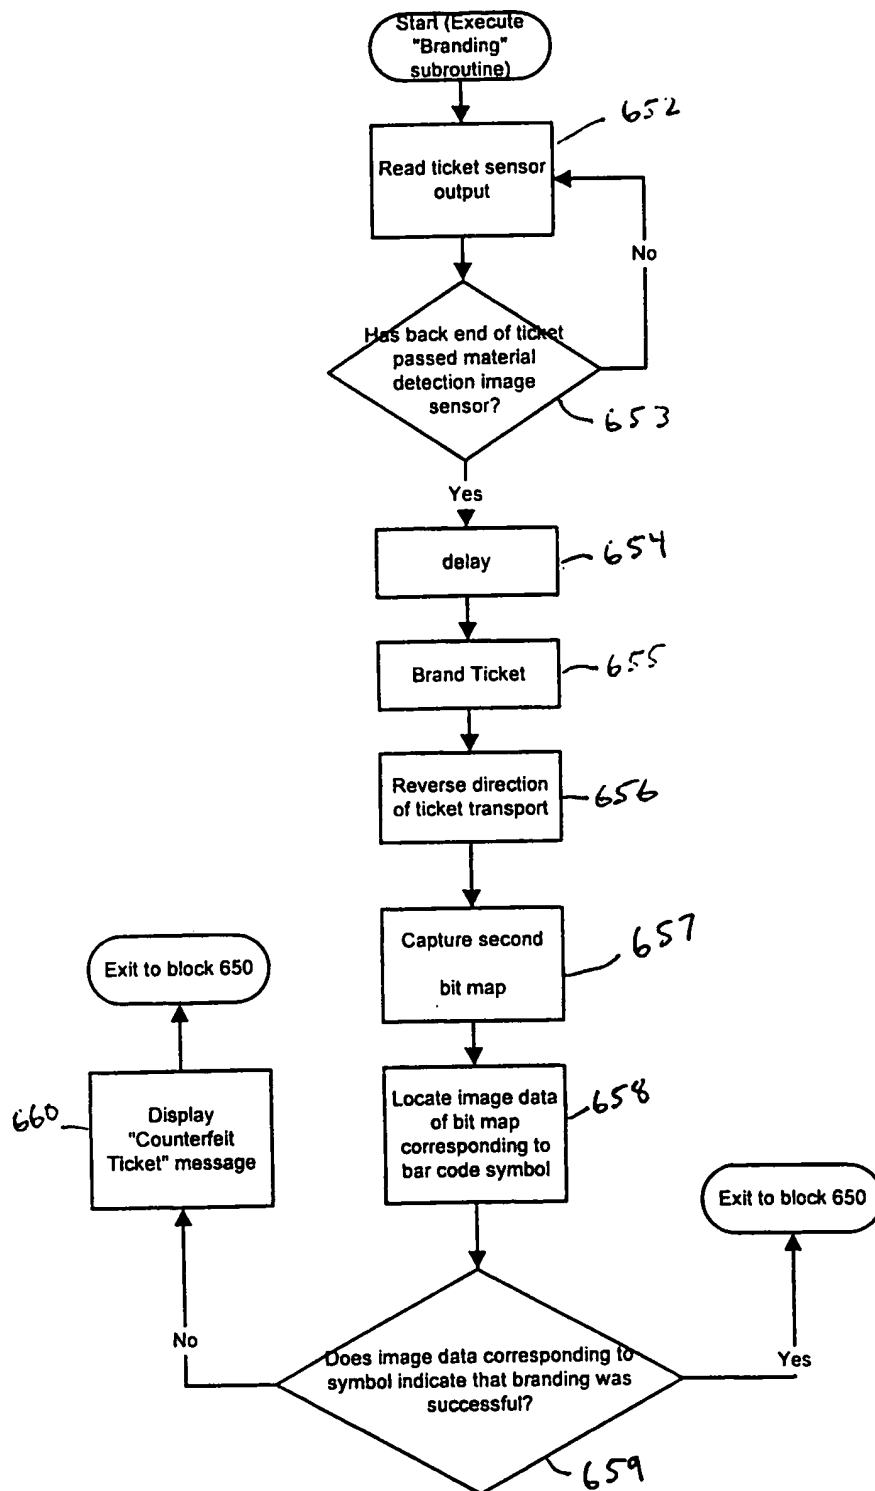 Start (Execute
"Branding"
subroutine)
652
Read ticket sensor
output
No
Has back end of ticket
passed material
detection image
sensor?
653
Yes
delay
654
Brand Ticket
655
Reverse direction
of ticket transport
656
Capture second
bit map
657
Exit to block 650
Locate image data
of bit map
corresponding to
bar code symbol
658
660
Display
"Counterfeit
Ticket" message
Exit to block 650
No
Does image data corresponding to
symbol indicate that branding was
successful?
Yes
659